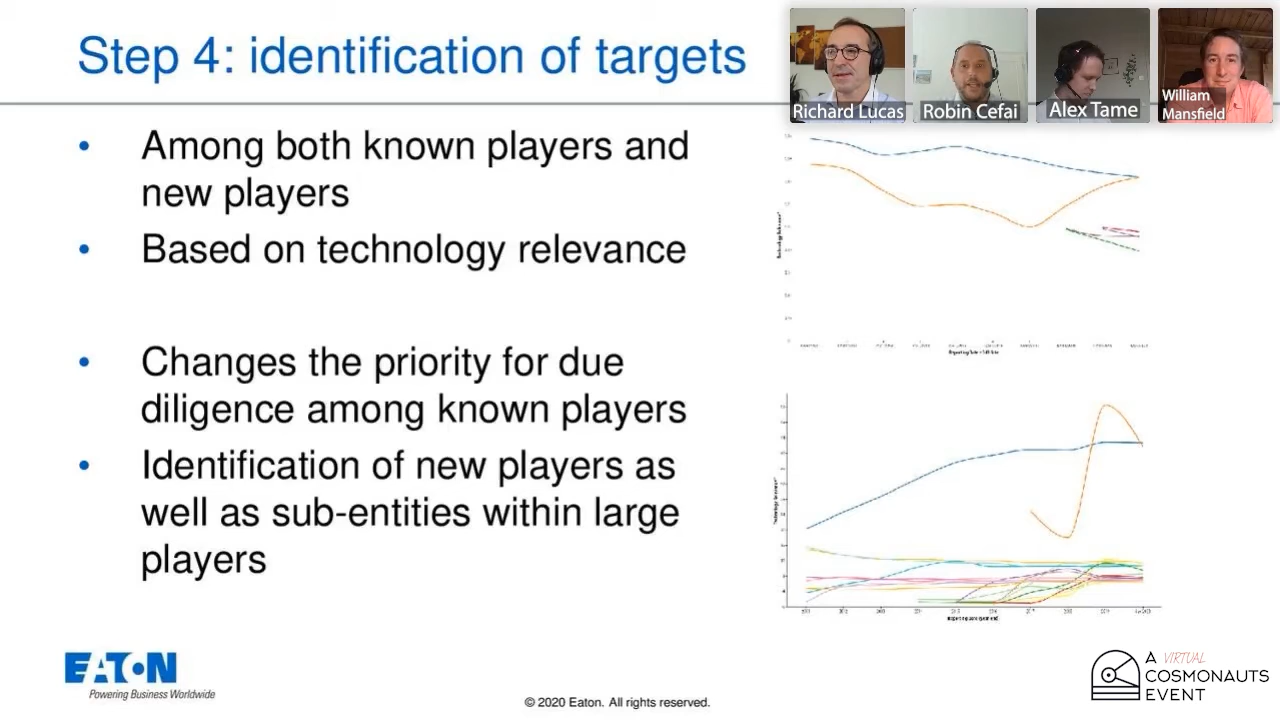 Step 4: identification of targets
Richard Lucas
Robin Cefai
Alex Tame
William
Mansfield
• Among both known players and
new players
• Based on technology relevance
• Changes the priority for due
diligence among known players
• Identification of new players as
well as sub-entities within large
players
EATON
Powering Business Worldwide
© 2020 Eaton. All rights reserved.
A VIRTUAL
COSMONAUTS
EVENT